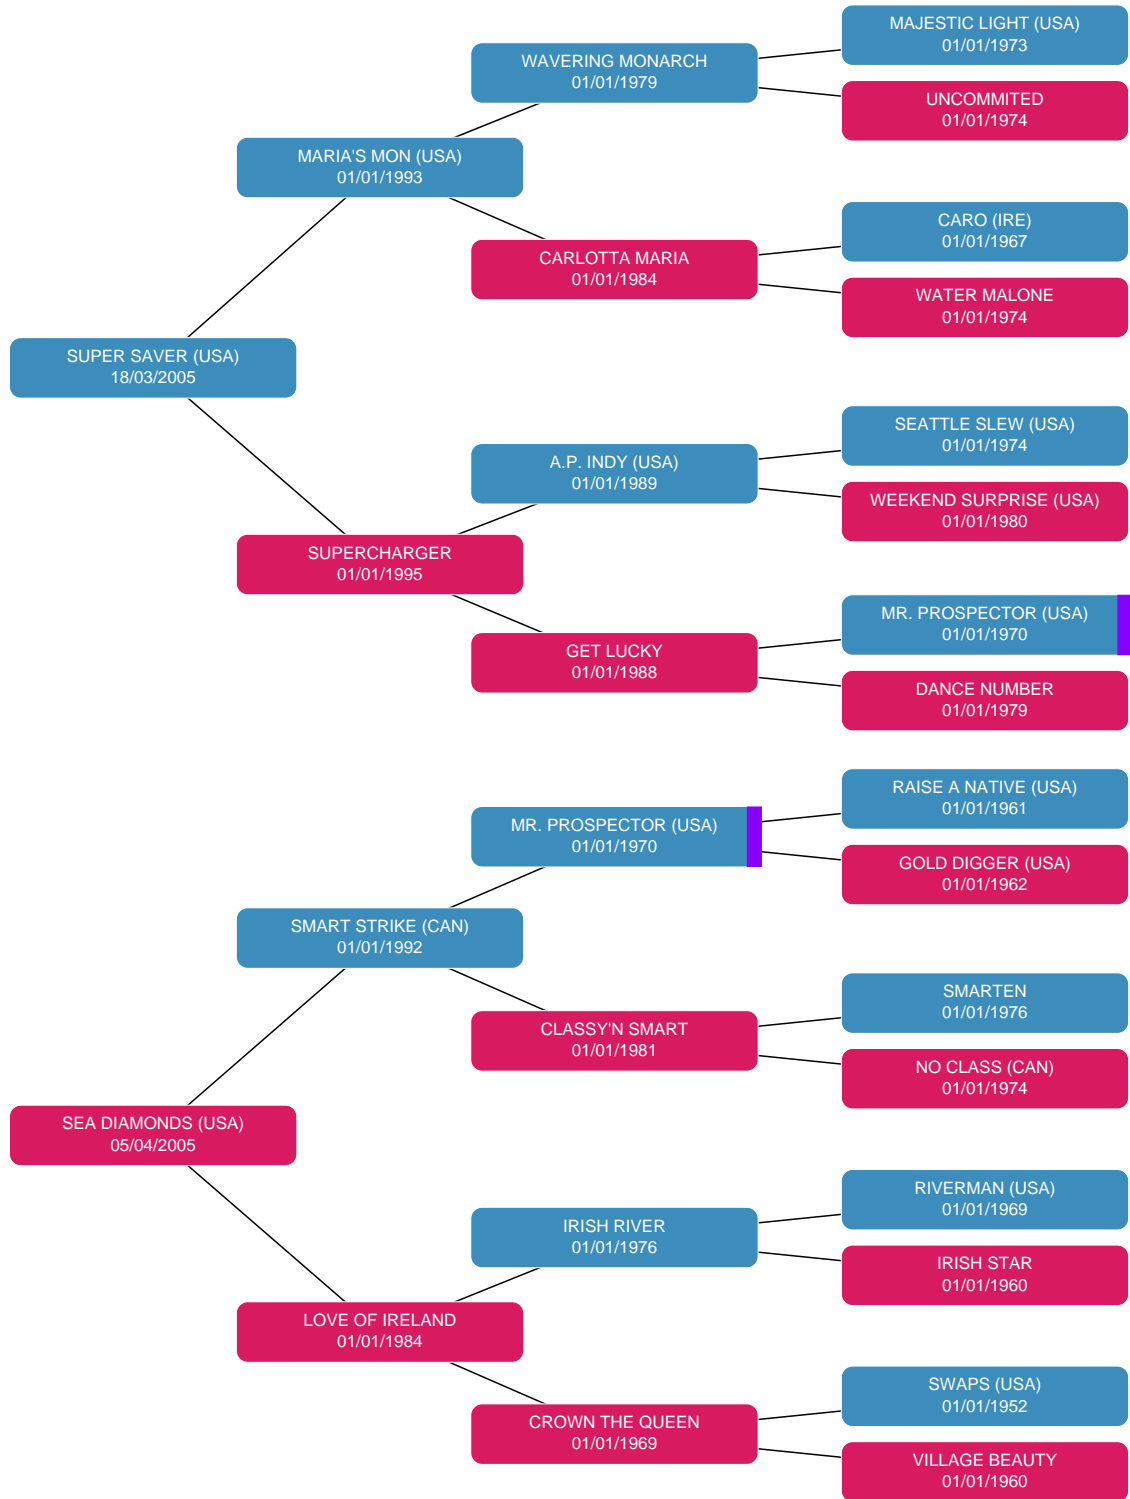 MAJESTIC LIGHT (USA)
01/01/1973
WAVERING MONARCH
01/01/1979
UNCOMMITED
01/01/1974
MARIA'S MON (USA)
01/01/1993
CARO (IRE)
01/01/1967
CARLOTTA MARIA
01/01/1984
WATER MALONE
01/01/1974
SUPER SAVER (USA)
18/03/2005
SEATTLE SLEW (USA)
01/01/1974
A.P. INDY (USA)
01/01/1989
WEEKEND SURPRISE (USA)
01/01/1980
SUPERCHARGER
01/01/1995
MR. PROSPECTOR (USA)
01/01/1970
GET LUCKY
01/01/1988
DANCE NUMBER
01/01/1979
RAISE A NATIVE (USA)
01/01/1961
MR. PROSPECTOR (USA)
01/01/1970
GOLD DIGGER (USA)
01/01/1962
SMART STRIKE (CAN)
01/01/1992
SMARTEN
01/01/1976
CLASSY'N SMART
01/01/1981
NO CLASS (CAN)
01/01/1974
SEA DIAMONDS (USA)
05/04/2005
RIVERMAN (USA)
01/01/1969
IRISH RIVER
01/01/1976
IRISH STAR
01/01/1960
LOVE OF IRELAND
01/01/1984
SWAPS (USA)
01/01/1952
CROWN THE QUEEN
01/01/1969
VILLAGE BEAUTY
01/01/1960